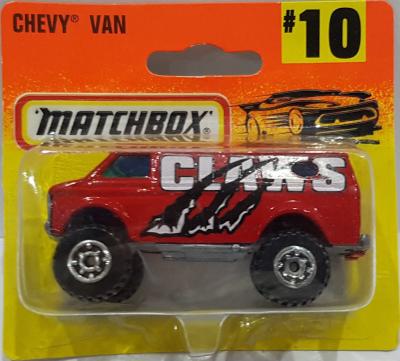 CHEVY® VAN
#10
MATCHBOX®
CLAWS